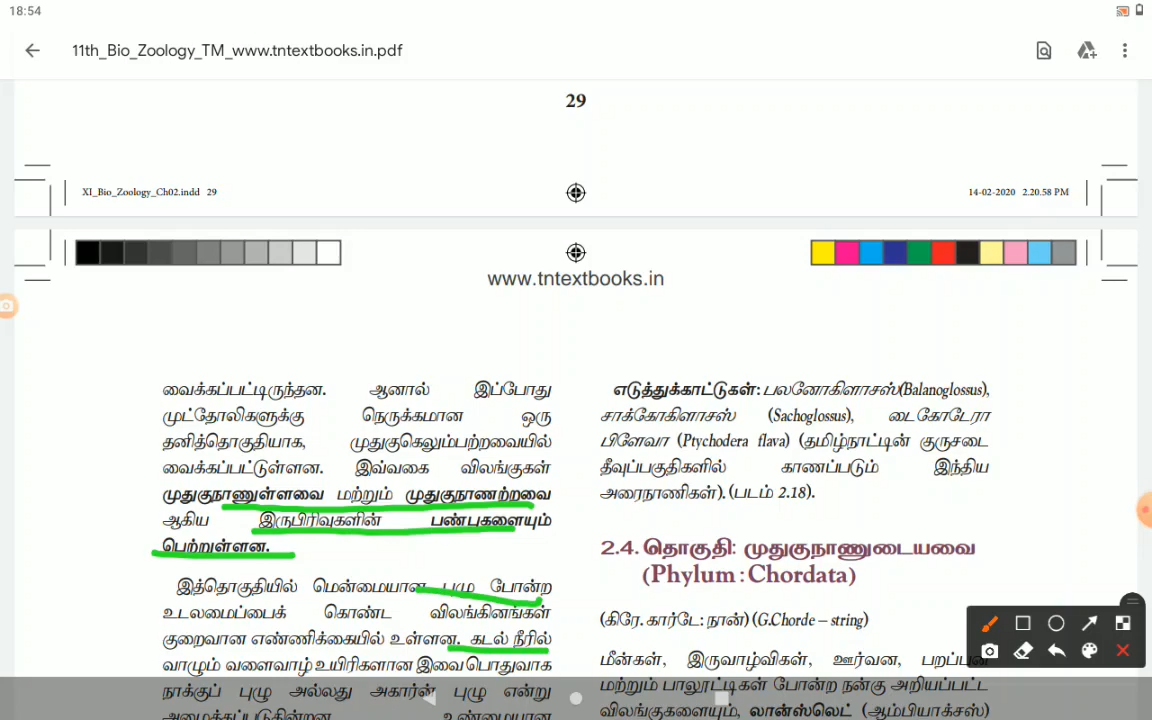 18:54
11th_Bio_Zoology_TM_www.tntextbooks.in.pdf
29
XI_Bio_Zoology_Ch02.indd 29
14-02-2020 2.20.58 PM
www.tntextbooks.in
வைக்கப்பட்டிருந்தன. ஆனால் இப்போது
முட்தோலிகளுக்கு நெருக்கமான ஒரு
தனித்தொகுதியாக, முதுகெலும்பற்றவையில்
வைக்கப்பட்டுள்ளன. இவ்வகை விலங்குகள்
முதுகுநாணுள்ளவை மற்றும் முதுகுநாணற்றவை
ஆகிய இருபிரிவுகளின் பண்புகளையும்
பெற்றுள்ளன.
இத்தொகுதியில் மென்மையான புழு போன்ற
உடலமைப்பைக் கொண்ட விலங்கினங்கள்
குறைவான எண்ணிக்கையில் உள்ளன. கடல் நீரில்
வாழும் வளைவாழ் உயிரிகளான இவை பொதுவாக
நாக்குப் புழு அல்லது அகார்ன் புழு என்று
அழைக்கப்படுகின்றன. உண்மையான
எடுத்துக்காட்டுகள்: பலனோகிளாசஸ்(Balanoglossus),
சாக்கோகிளாசஸ் (Sachoglossus), டைகோடேரா
பிளேவா (Ptychodera flava) (தமிழ்நாட்டின் குருசடை
தீவுப்பகுதிகளில் காணப்படும் இந்திய
அரைநாணிகள்). (படம் 2.18).
2.4. தொகுதி: முதுகுநாணுடையவை
(Phylum : Chordata)
(கிரே. கார்டே: நாண்) (G.Chorde – string)
மீன்கள், இருவாழ்விகள், ஊர்வன, பறப்பன
மற்றும் பாலூட்டிகள் போன்ற நன்கு அறியப்பட்ட
விலங்குகளையும், லான்ஸ்லெட் (ஆம்பியாக்சஸ்)